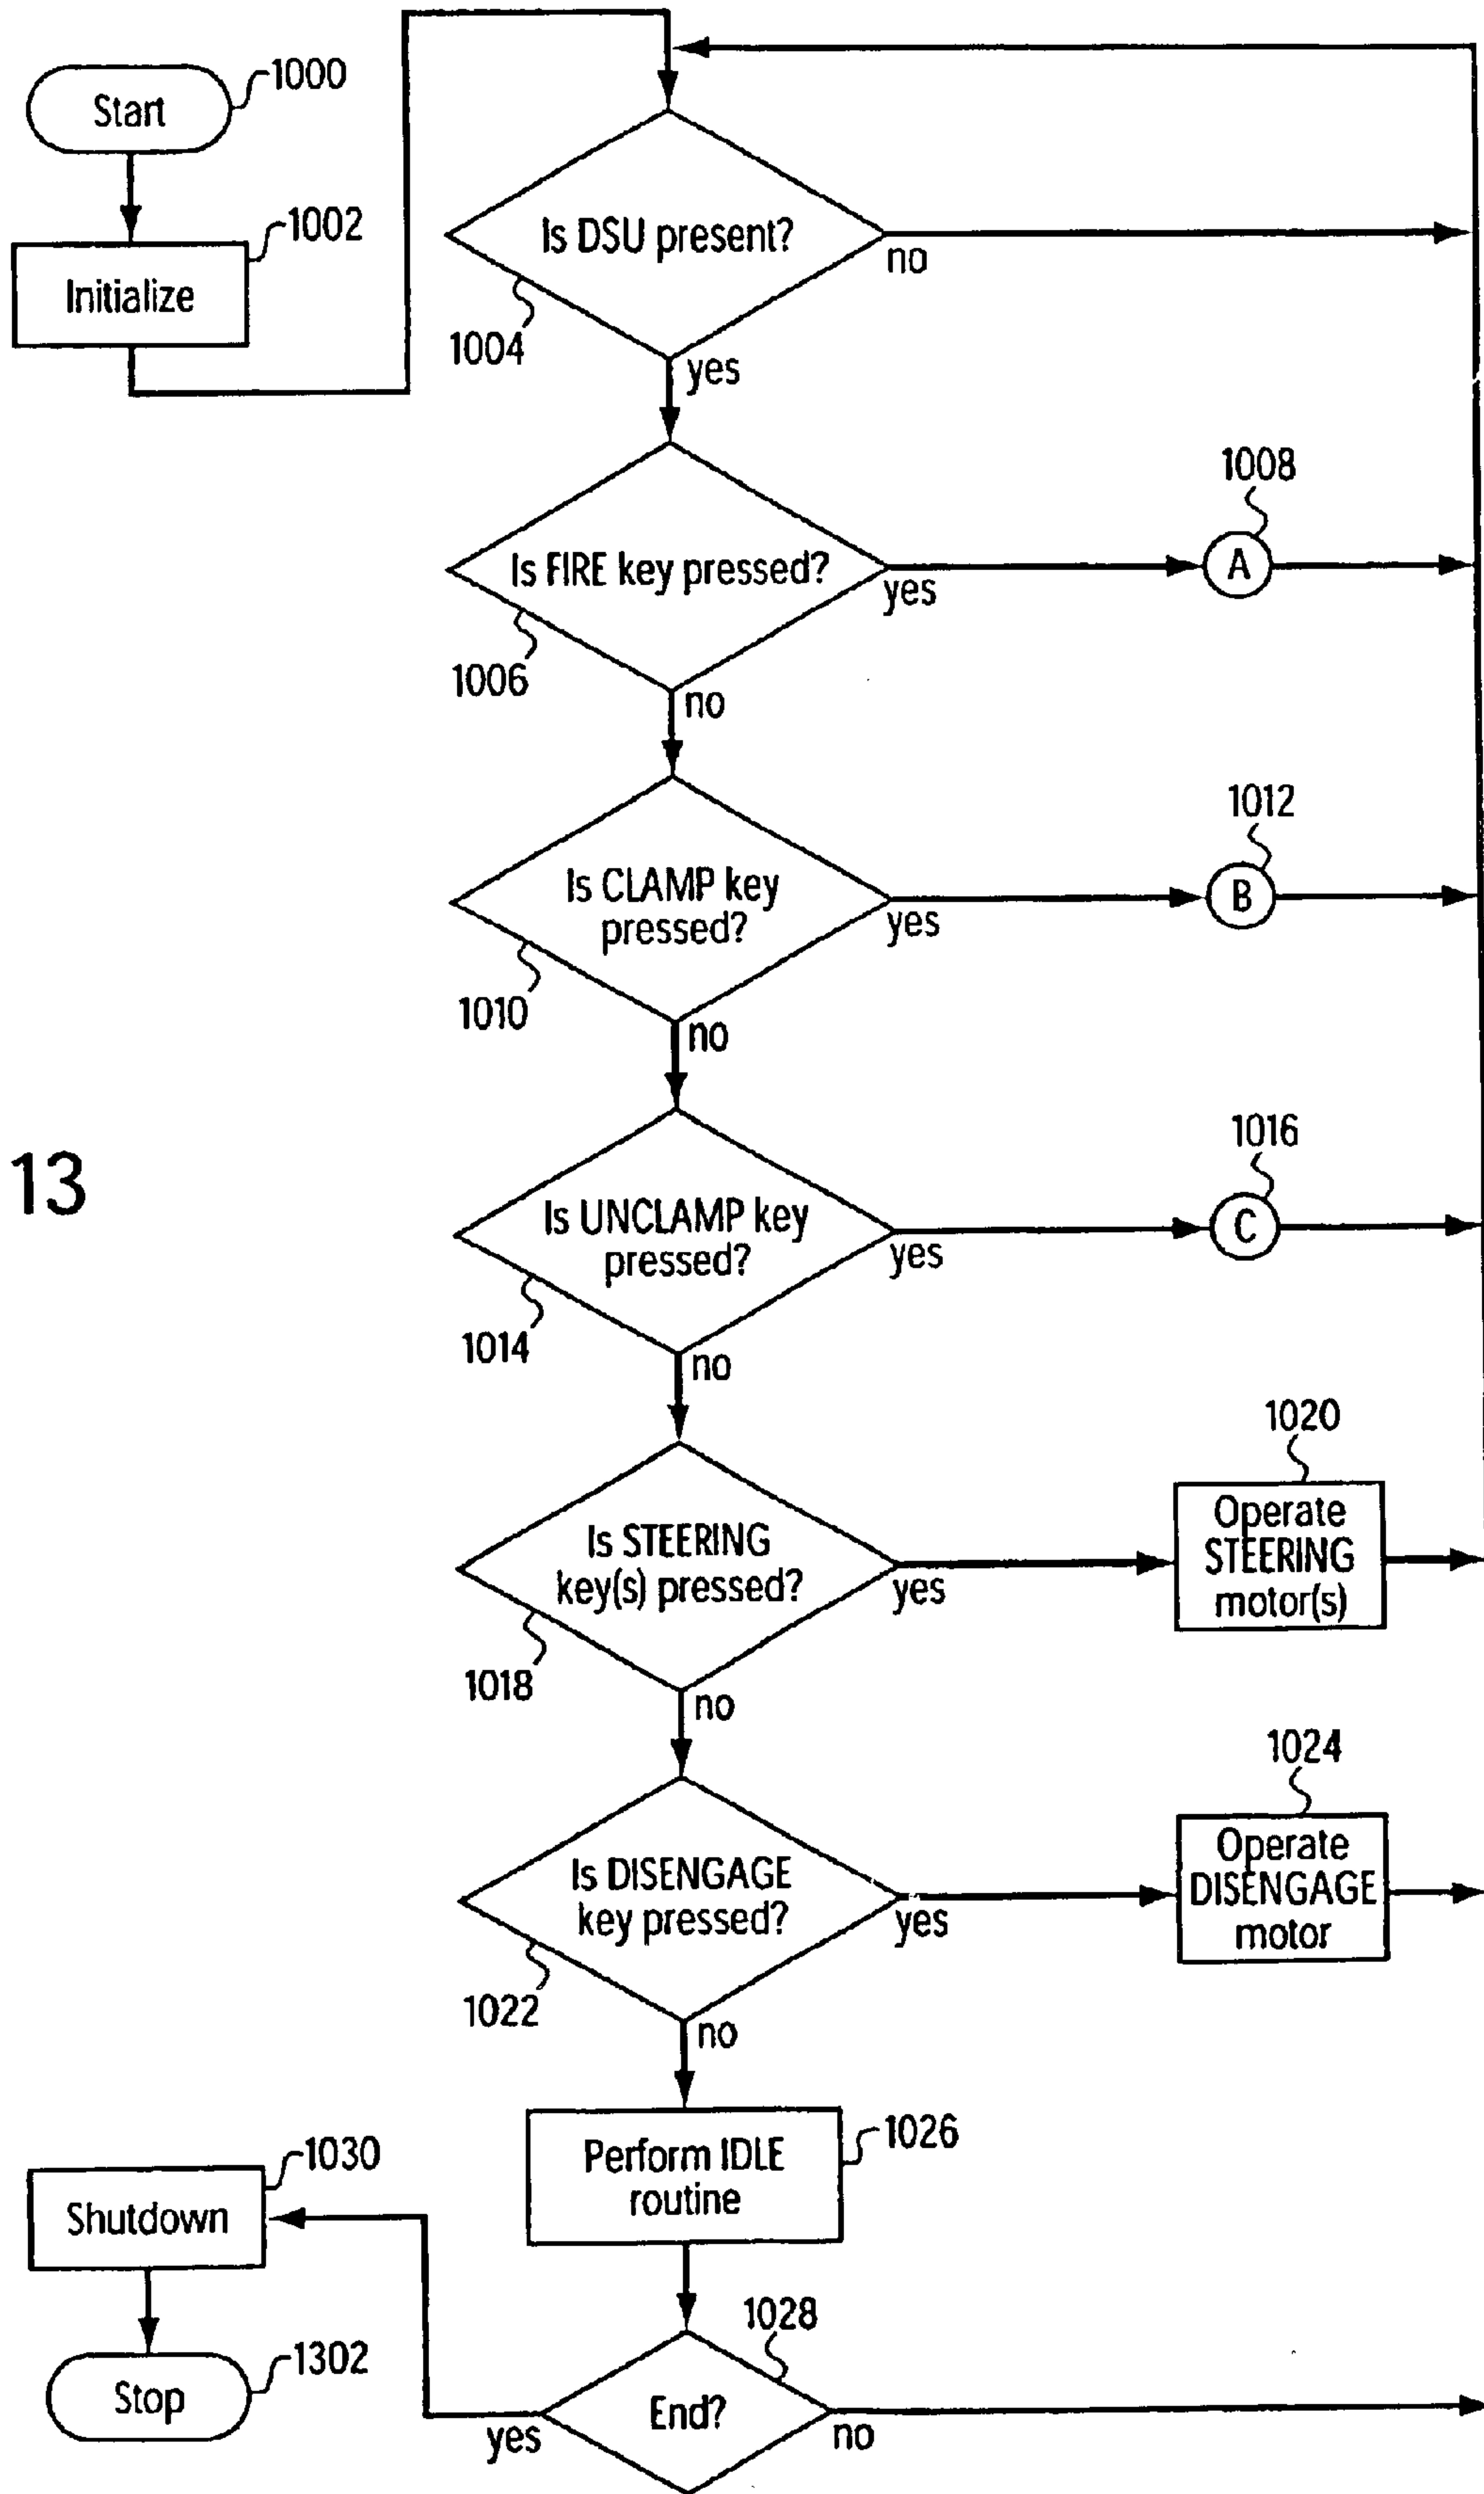 Start
1000
Initialize
1002
Is DSU present?
no
1004
yes
Is FIRE key pressed?
yes
1008
A
1006
no
Is CLAMP key
pressed?
yes
1012
B
1010
no
13
Is UNCLAMP key
pressed?
yes
1016
C
1014
no
Is STEERING
key(s) pressed?
yes
1020
Operate
STEERING
motor(s)
1018
no
Is DISENGAGE
key pressed?
yes
1024
Operate
DISENGAGE
motor
1022
no
Perform IDLE
routine
1026
1028
End?
yes
no
1030
Shutdown
1302
Stop